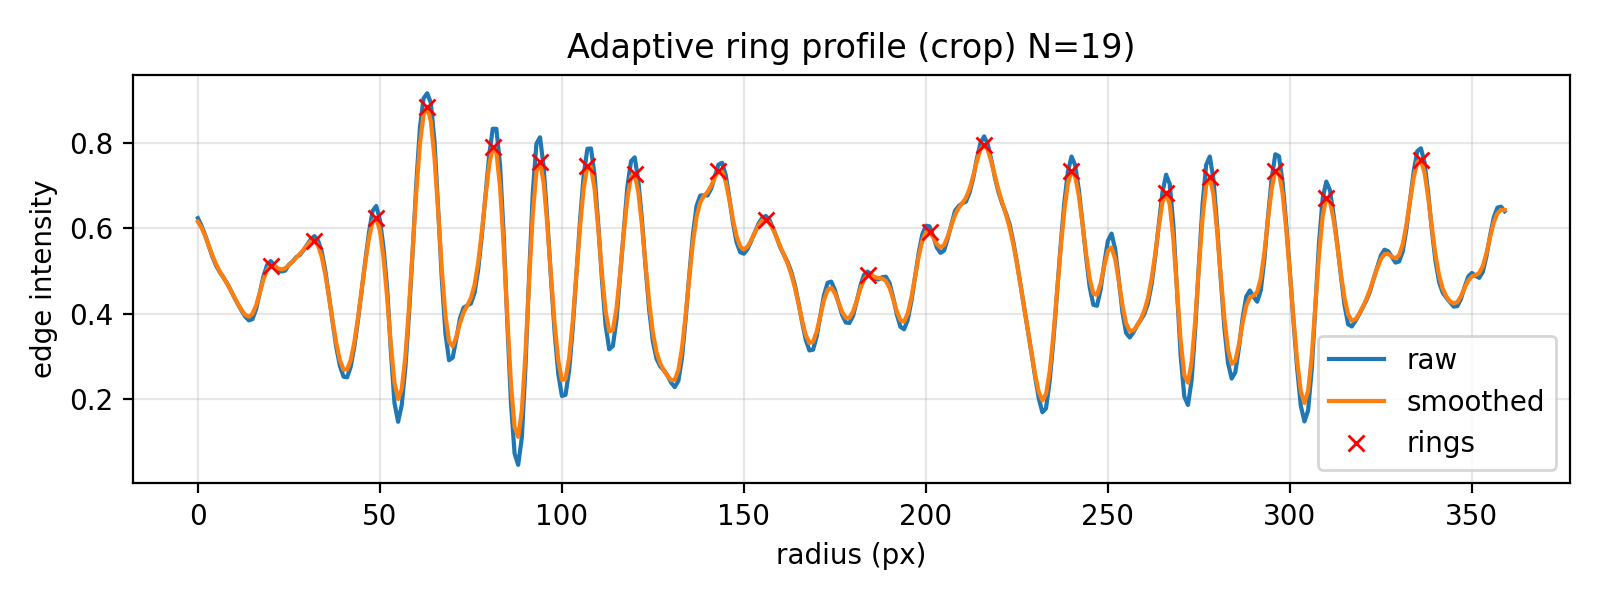 Adaptive ring profile (crop) N=19)
edge intensity
0.8
0.6
0.4
0.2
raw
smoothed
rings
0 50 100 150 200 250 300 350
radius (px)